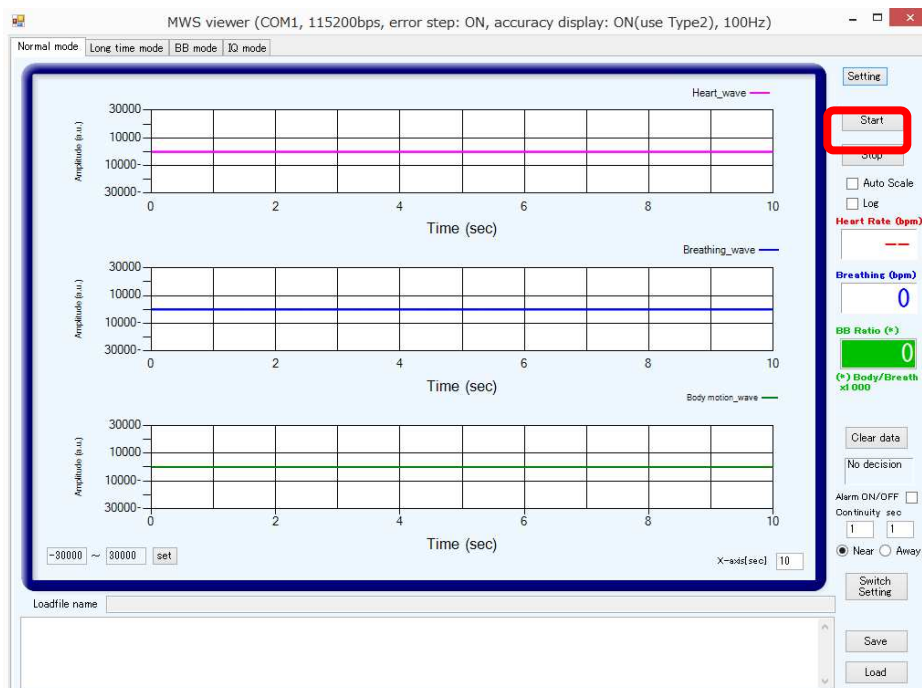 MWS viewer (COM1, 115200bps, error step: ON, accuracy display: ON(use Type2), 100Hz)
Normal mode Long time mode BB mode IQ mode
Setting
Start
Stop
Auto Scale
Log
Heart Rate (bpm)
--
Breathing (bpm)
0
BB Ratio (*)
0
(*) Body/Breath
x1000
Clear data
No decision
Alarm ON/OFF
Continuity sec
1 1
Near Away
Switch
Setting
Save
Load
Heart_wave
Amplitude (a.u.)
30000
10000
10000-
30000-
0 2 4 6 8 10
Time (sec)
Breathing_wave
Amplitude (a.u.)
30000
10000
10000-
30000-
0 2 4 6 8 10
Time (sec)
Body motion_wave
Amplitude (a.u.)
30000
10000
10000-
30000-
0 2 4 6 8 10
Time (sec)
-30000 ~ 30000 set
X-axis[sec] 10
Loadfile name